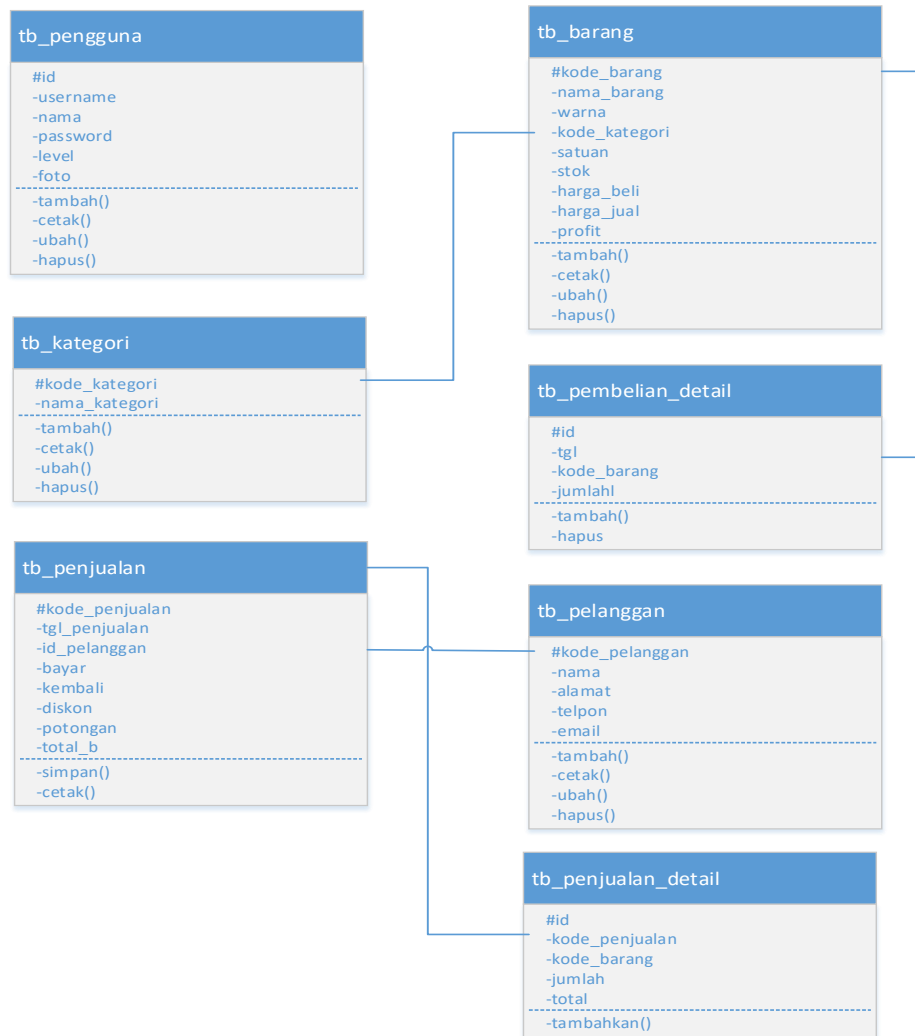 tb_pengguna
#id
-username
-nama
-password
-level
-foto
-tambah()
-cetak()
-ubah()
-hapus()
tb_kategori
#kode_kategori
-nama_kategori
-tambah()
-cetak()
-ubah()
-hapus()
tb_penjualan
#kode_penjualan
-tgl_penjualan
-id_pelanggan
-bayar
-kembali
-diskon
-potongan
-total_b
-simpan()
-cetak()
tb_barang
#kode_barang
-nama_barang
-warna
-kode_kategori
-satuan
-stok
-harga_beli
-harga_jual
-profit
-tambah()
-cetak()
-ubah()
-hapus()
tb_pembelian_detail
#id
-tgl
-kode_barang
-jumlahl
-tambah()
-hapus
tb_pelanggan
#kode_pelanggan
-nama
-alamat
-telpon
-email
-tambah()
-cetak()
-ubah()
-hapus()
tb_penjualan_detail
#id
-kode_penjualan
-kode_barang
-jumlah
-total
-tambahkan()